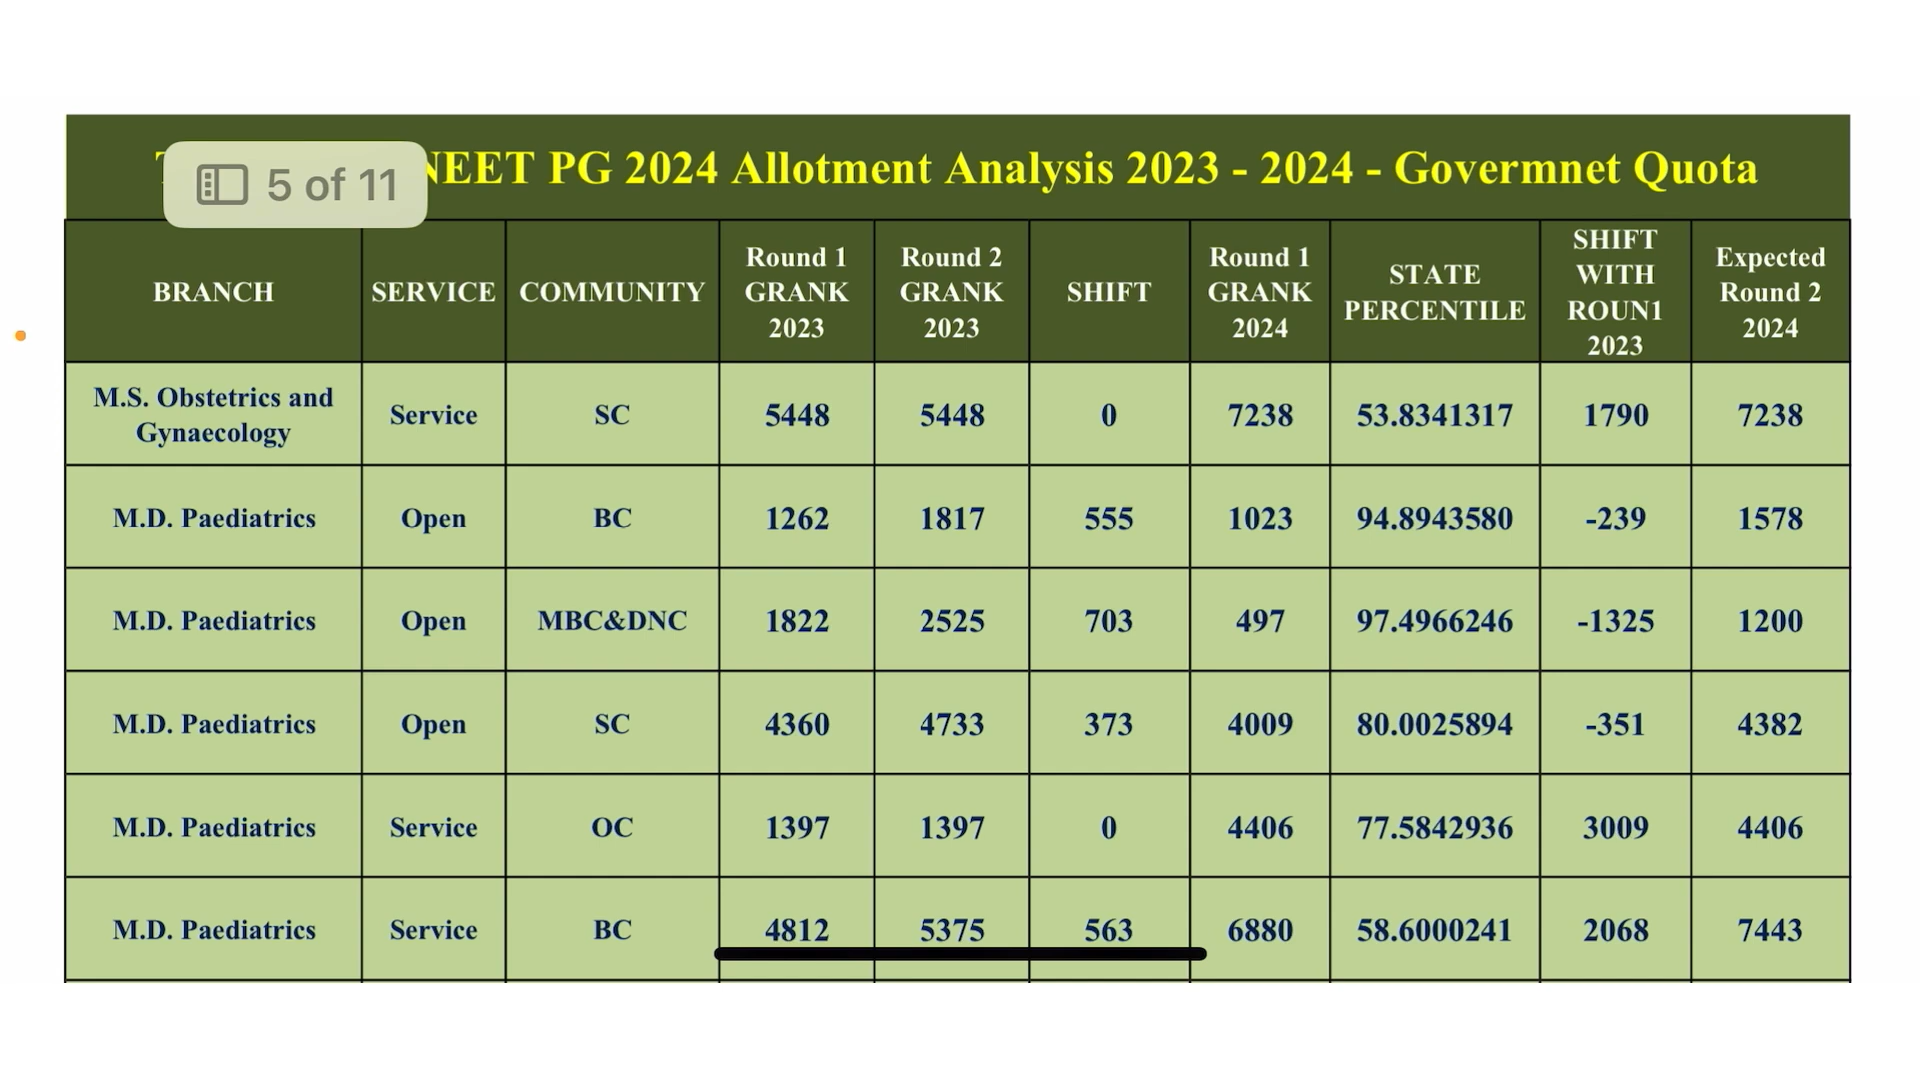 5 of 11
NEET PG 2024 Allotment Analysis 2023 - 2024 - Govermnet Quota
BRANCH SERVICE COMMUNITY Round 1 GRANK 2023 Round 2 GRANK 2023 SHIFT Round 1 GRANK 2024 STATE PERCENTILE SHIFT WITH ROUN1 2023 Expected Round 2 2024
M.S. Obstetrics and Gynaecology Service SC 5448 5448 0 7238 53.8341317 1790 7238
M.D. Paediatrics Open BC 1262 1817 555 1023 94.8943580 -239 1578
M.D. Paediatrics Open MBC&DNC 1822 2525 703 497 97.4966246 -1325 1200
M.D. Paediatrics Open SC 4360 4733 373 4009 80.0025894 -351 4382
M.D. Paediatrics Service OC 1397 1397 0 4406 77.5842936 3009 4406
M.D. Paediatrics Service BC 4812 5375 563 6880 58.6000241 2068 7443